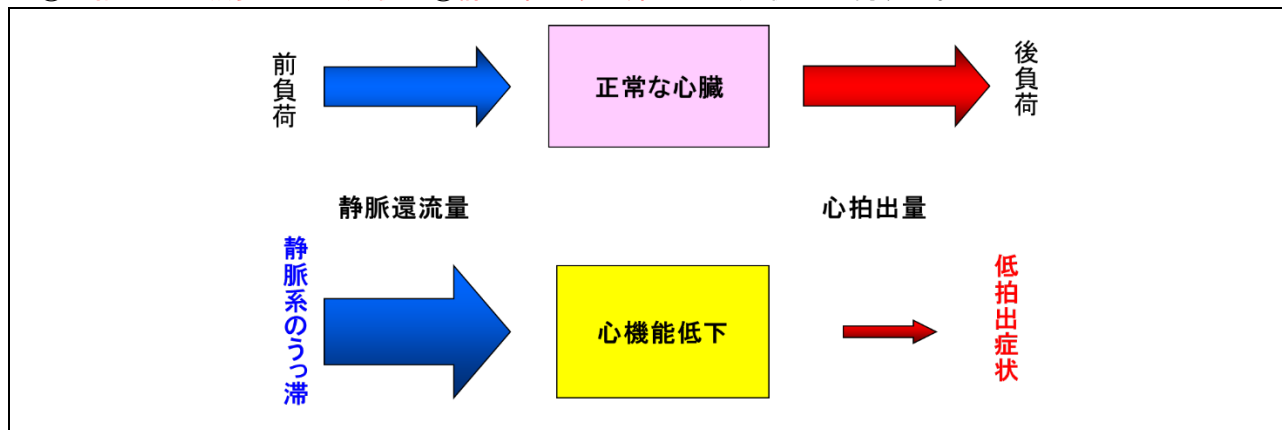 前負荷
正常な心臓
後負荷
静脈還流量
心拍出量
静脈系のうっ滞
心機能低下
低拍出症状